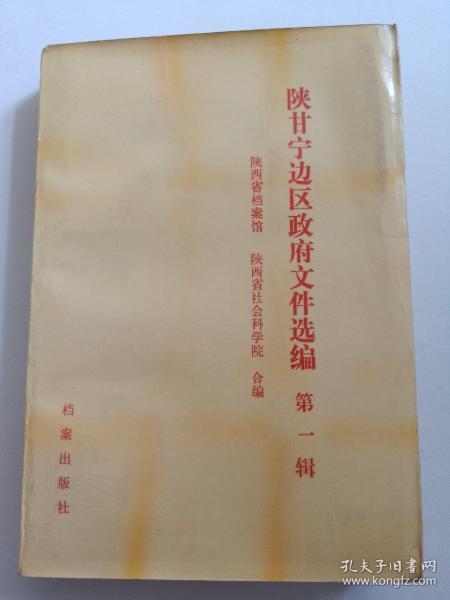 陕甘宁边区政府文件选编 第一辑
陕西省档案馆 陕西省社会科学院 合编
档案出版社
孔夫子旧书网
www.kongfz.com